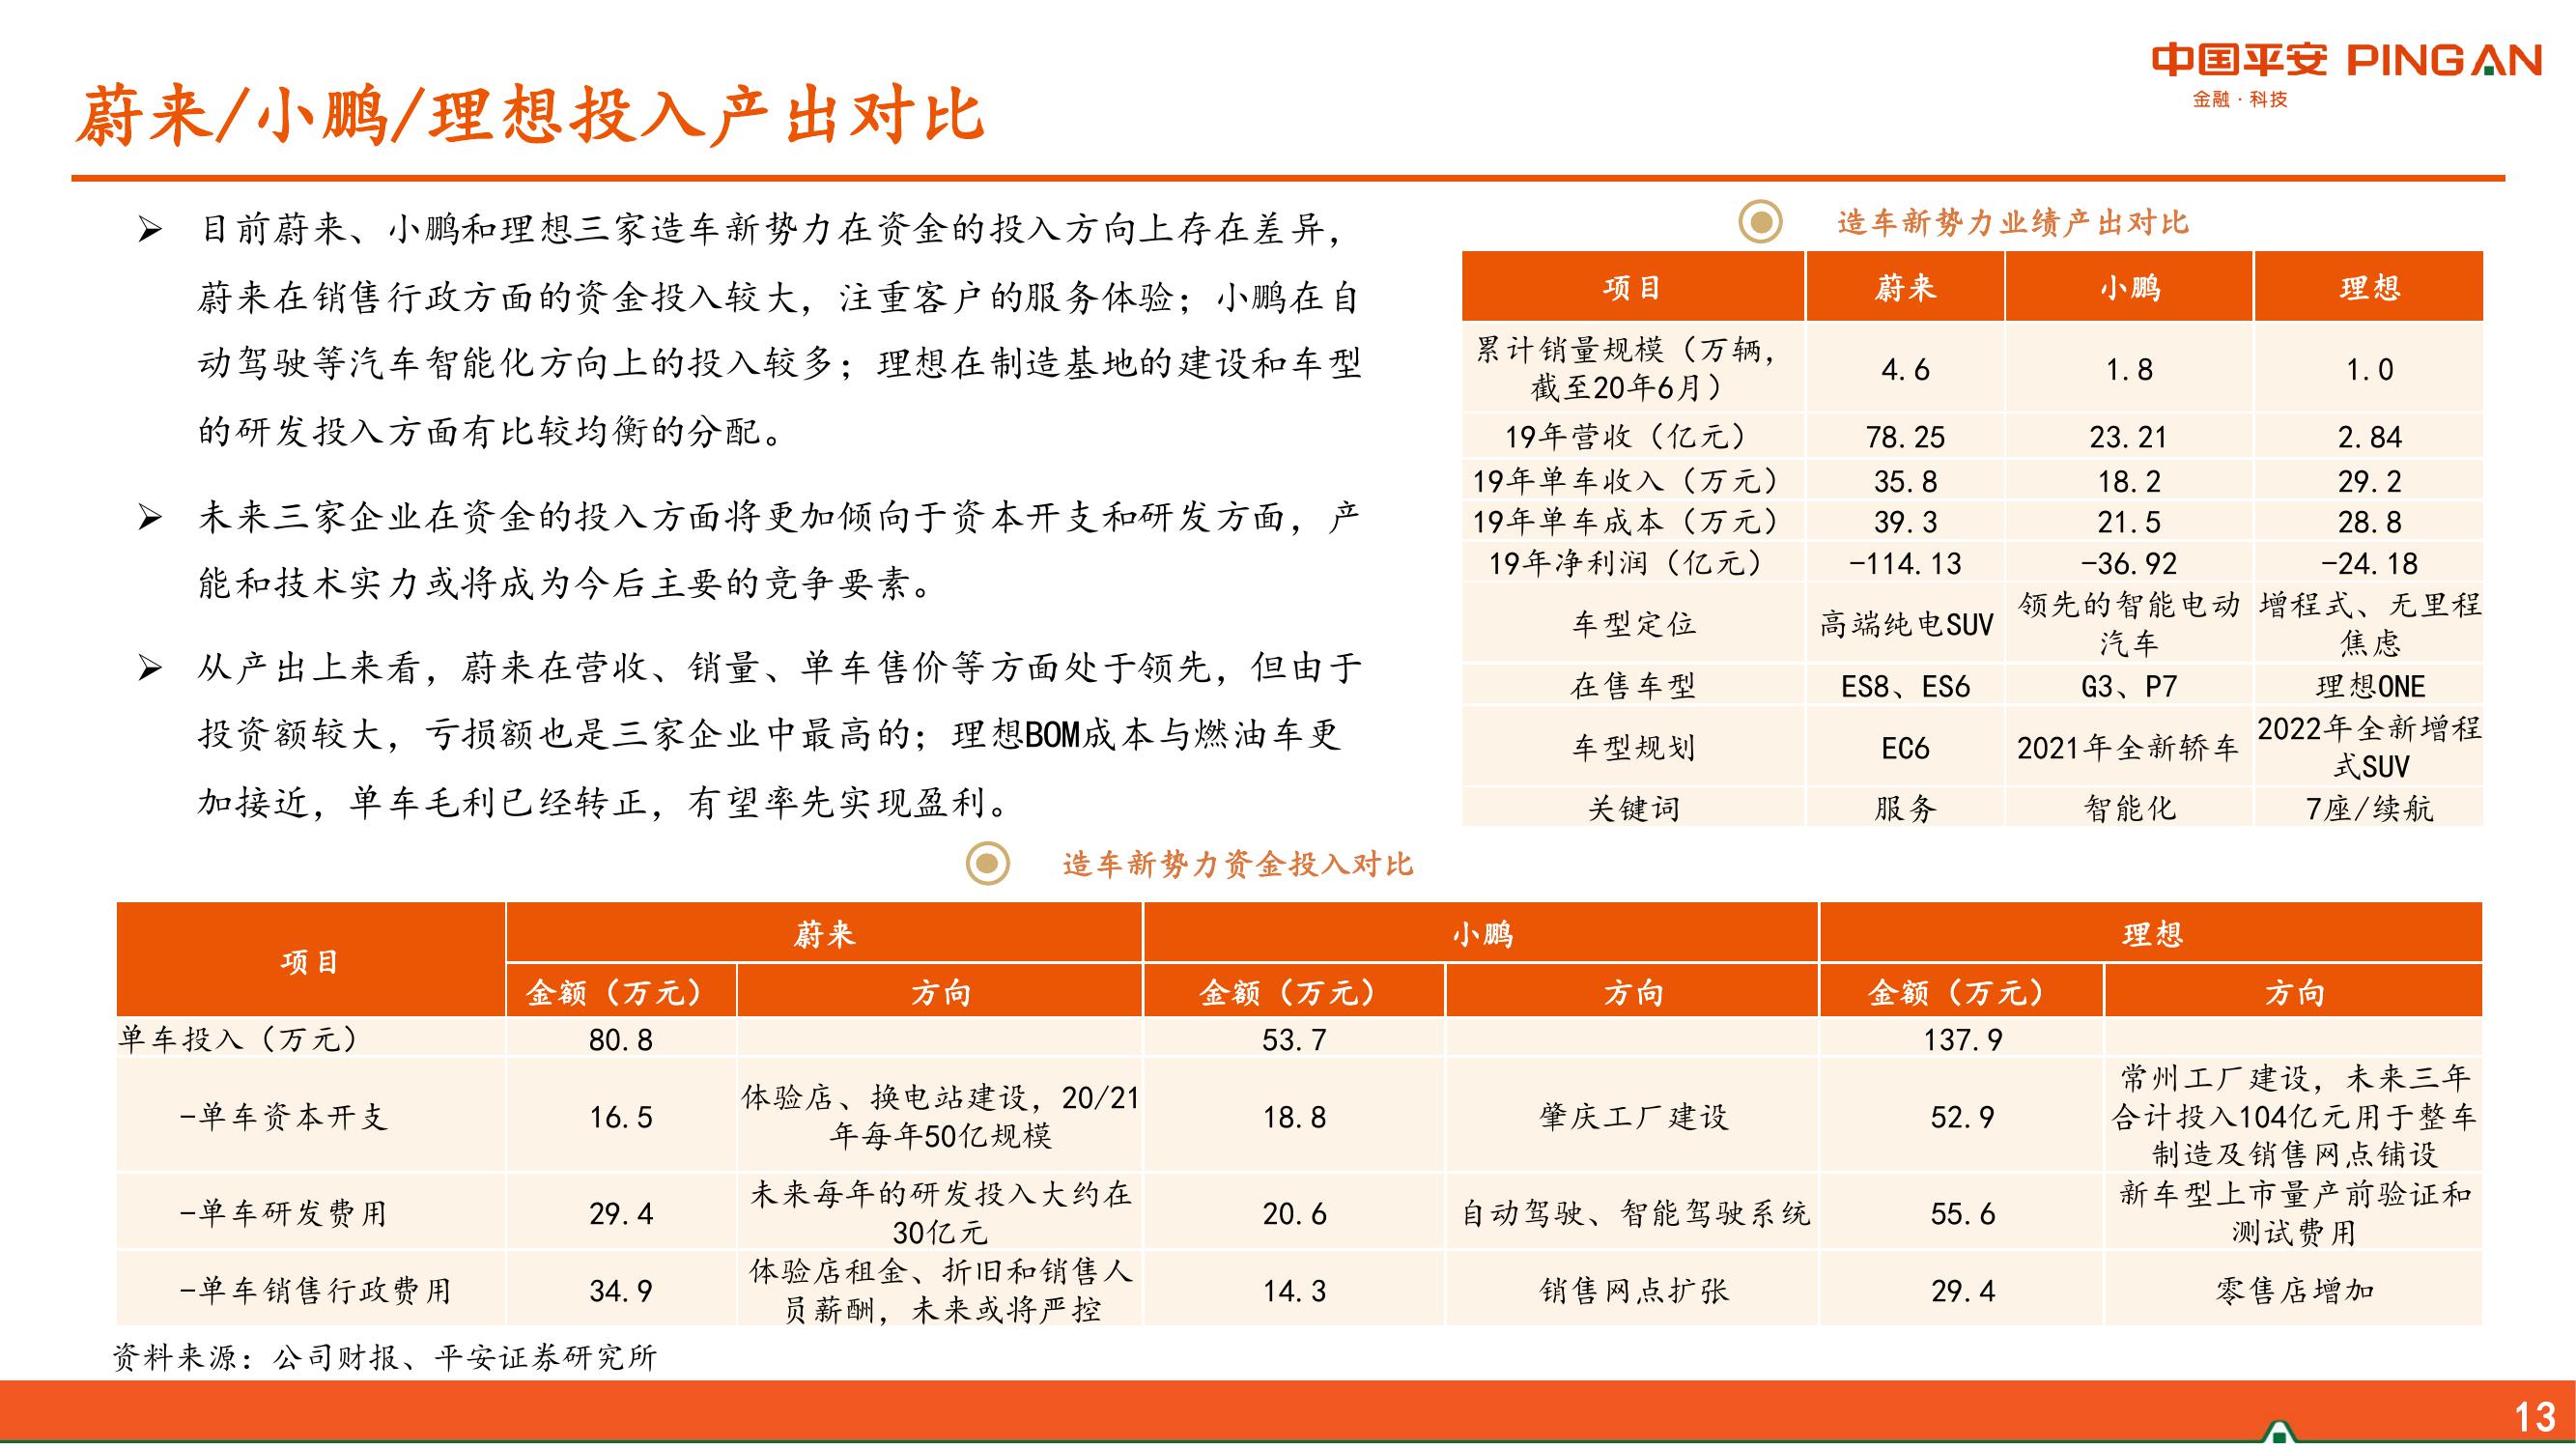 中国平安 PINGAN
金融·科技
蔚来/小鹏/理想投入产出对比
➢ 目前蔚来、小鹏和理想三家造车新势力在资金的投入方向上存在差异，
蔚来在销售行政方面的资金投入较大，注重客户的服务体验；小鹏在自
动驾驶等汽车智能化方向上的投入较多；理想在制造基地的建设和车型
的研发投入方面有比较均衡的分配。
➢ 未来三家企业在资金的投入方面将更加倾向于资本开支和研发方面，产
能和技术实力或将成为今后主要的竞争要素。
➢ 从产出上来看，蔚来在营收、销量、单车售价等方面处于领先，但由于
投资额较大，亏损额也是三家企业中最高的；理想BOM成本与燃油车更
加接近，单车毛利已经转正，有望率先实现盈利。
造车新势力业绩产出对比
项目 蔚来 小鹏 理想
累计销量规模（万辆，
截至20年6月） 4.6 1.8 1.0
19年营收（亿元） 78.25 23.21 2.84
19年单车收入（万元） 35.8 18.2 29.2
19年单车成本（万元） 39.3 21.5 28.8
19年净利润（亿元） -114.13 -36.92 -24.18
车型定位 高端纯电SUV 领先的智能电动
汽车 增程式、无里程
焦虑
在售车型 ES8、ES6 G3、P7 理想ONE
车型规划 EC6 2021年全新轿车 2022年全新增程
式SUV
关键词 服务 智能化 7座/续航
造车新势力资金投入对比
项目 蔚来 小鹏 理想
金额（万元） 方向 金额（万元） 方向 金额（万元） 方向
单车投入（万元） 80.8 53.7 137.9
-单车资本开支 16.5 体验店、换电站建设，20/21
年每年50亿规模 18.8 肇庆工厂建设 52.9 常州工厂建设，未来三年
合计投入104亿元用于整车
制造及销售网点铺设
-单车研发费用 29.4 未来每年的研发投入大约在
30亿元 20.6 自动驾驶、智能驾驶系统 55.6 新车型上市量产前验证和
测试费用
-单车销售行政费用 34.9 体验店租金、折旧和销售人
员薪酬，未来或将严控 14.3 销售网点扩张 29.4 零售店增加
资料来源：公司财报、平安证券研究所
13